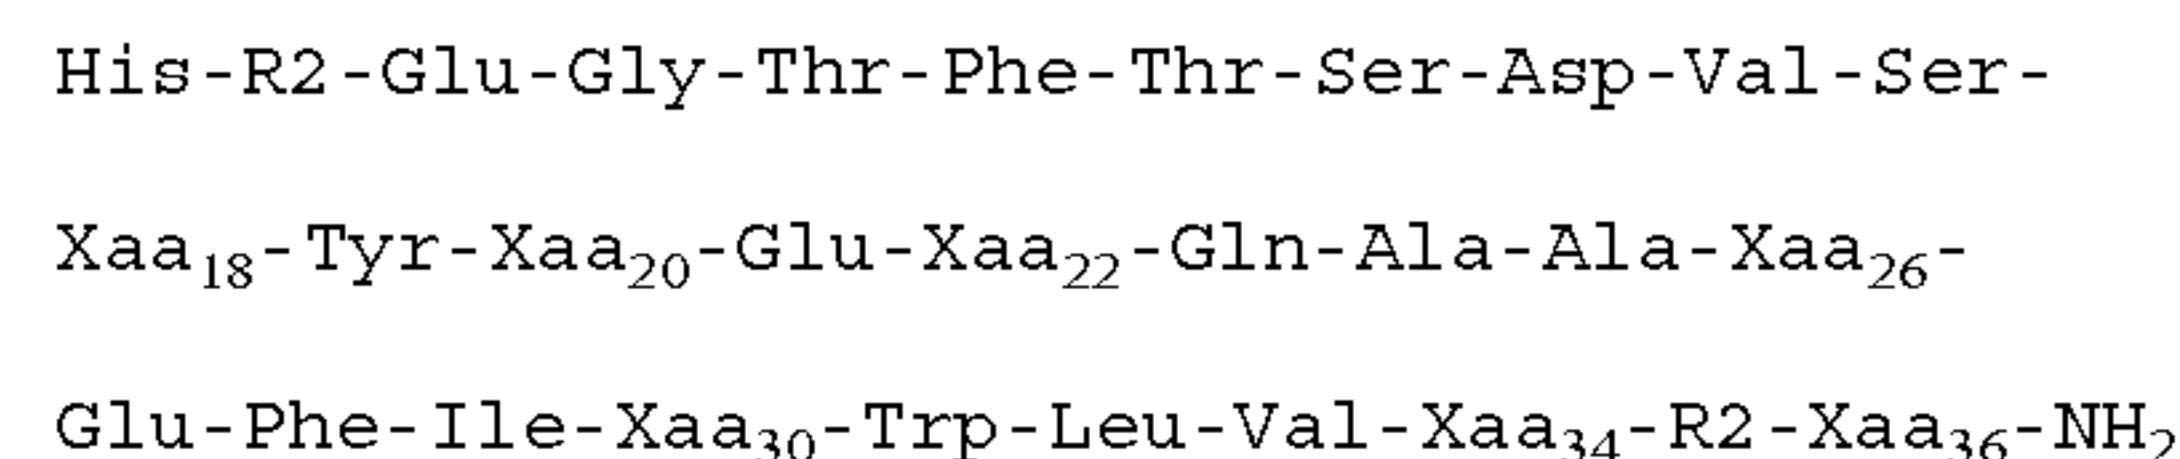 His-R2-Glu-Gly-Thr-Phe-Thr-Ser-Asp-Val-Ser-
Xaa₁₈-Tyr-Xaa₂₀-Glu-Xaa₂₂-Gln-Ala-Ala-Xaa₂₆-
Glu-Phe-Ile-Xaa₃₀-Trp-Leu-Val-Xaa₃₄-R2-Xaa₃₆-NH₂